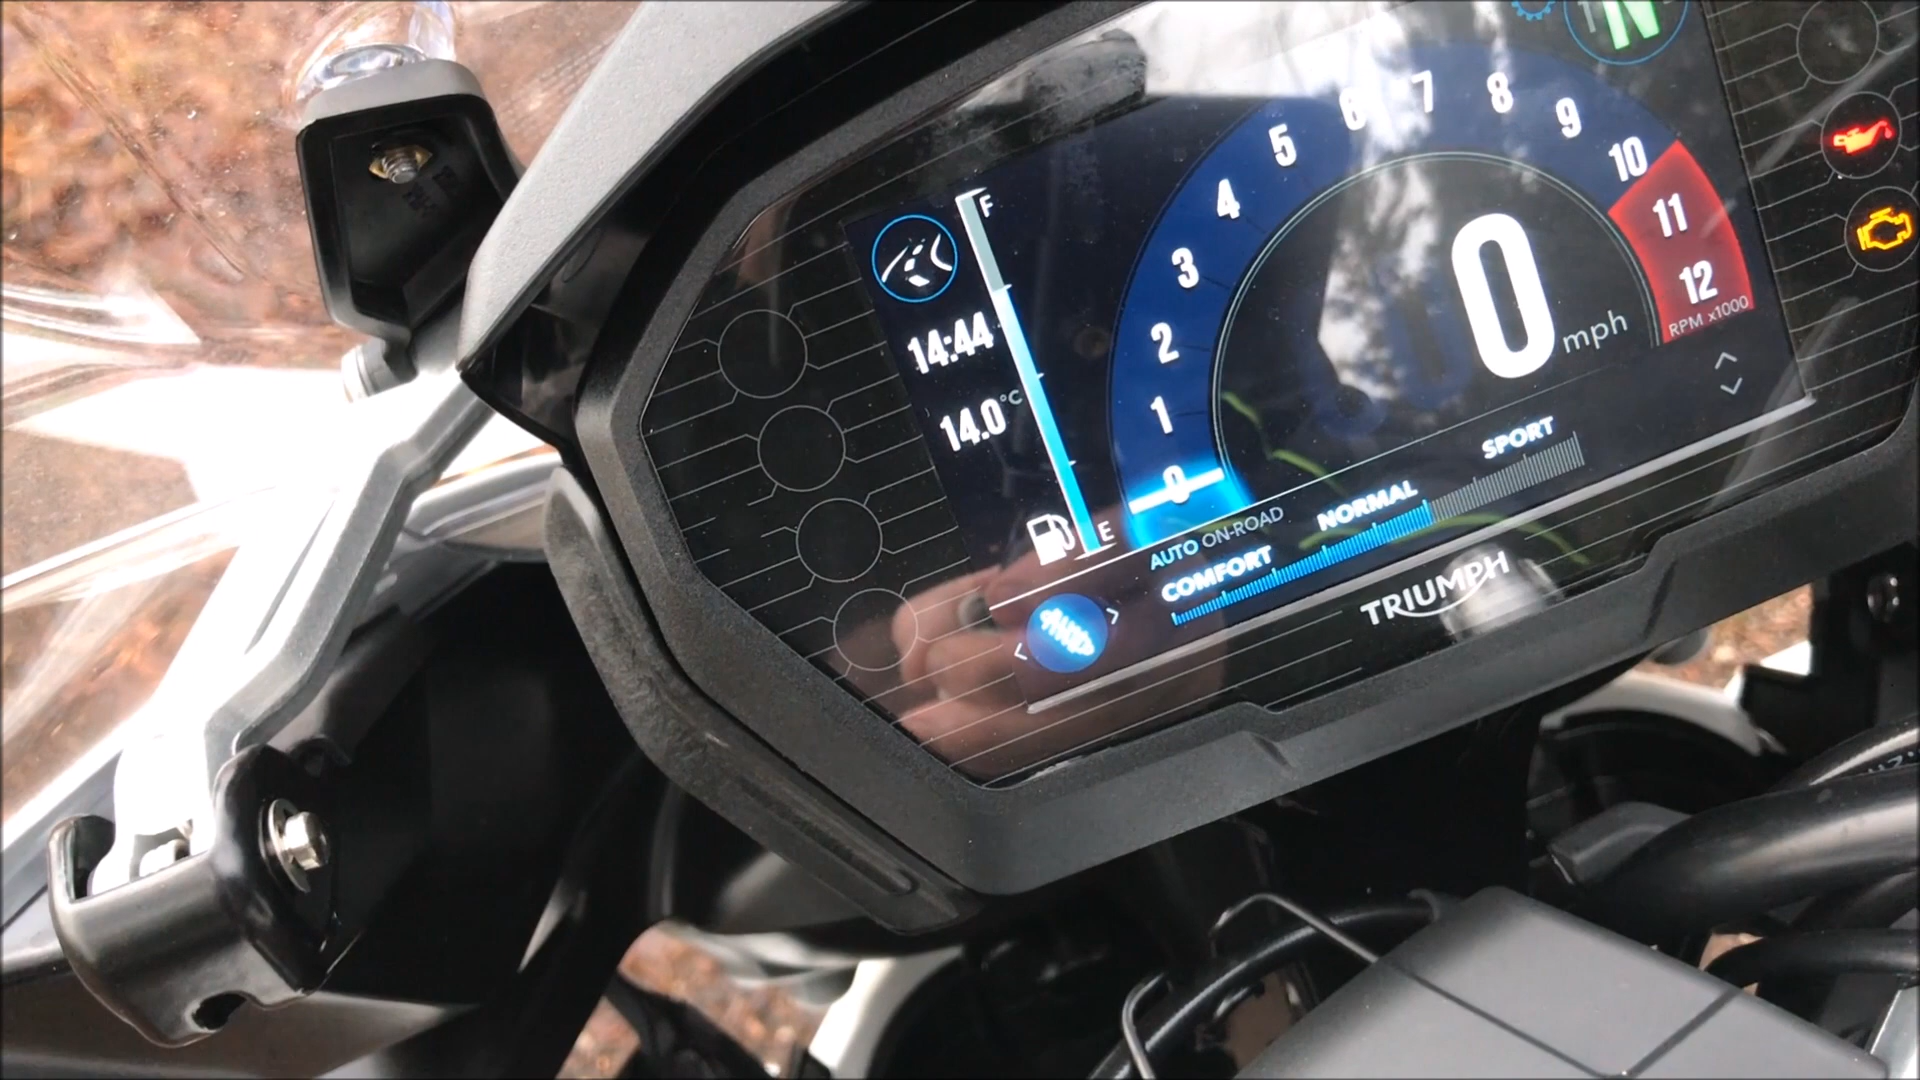 N
F
14:44
14.0°C
E
0
1
2
3
4
5
6
7
8
9
10
11
12
RPM x1000
0
mph
AUTO ON-ROAD
COMFORT
NORMAL
SPORT
TRIUMPH